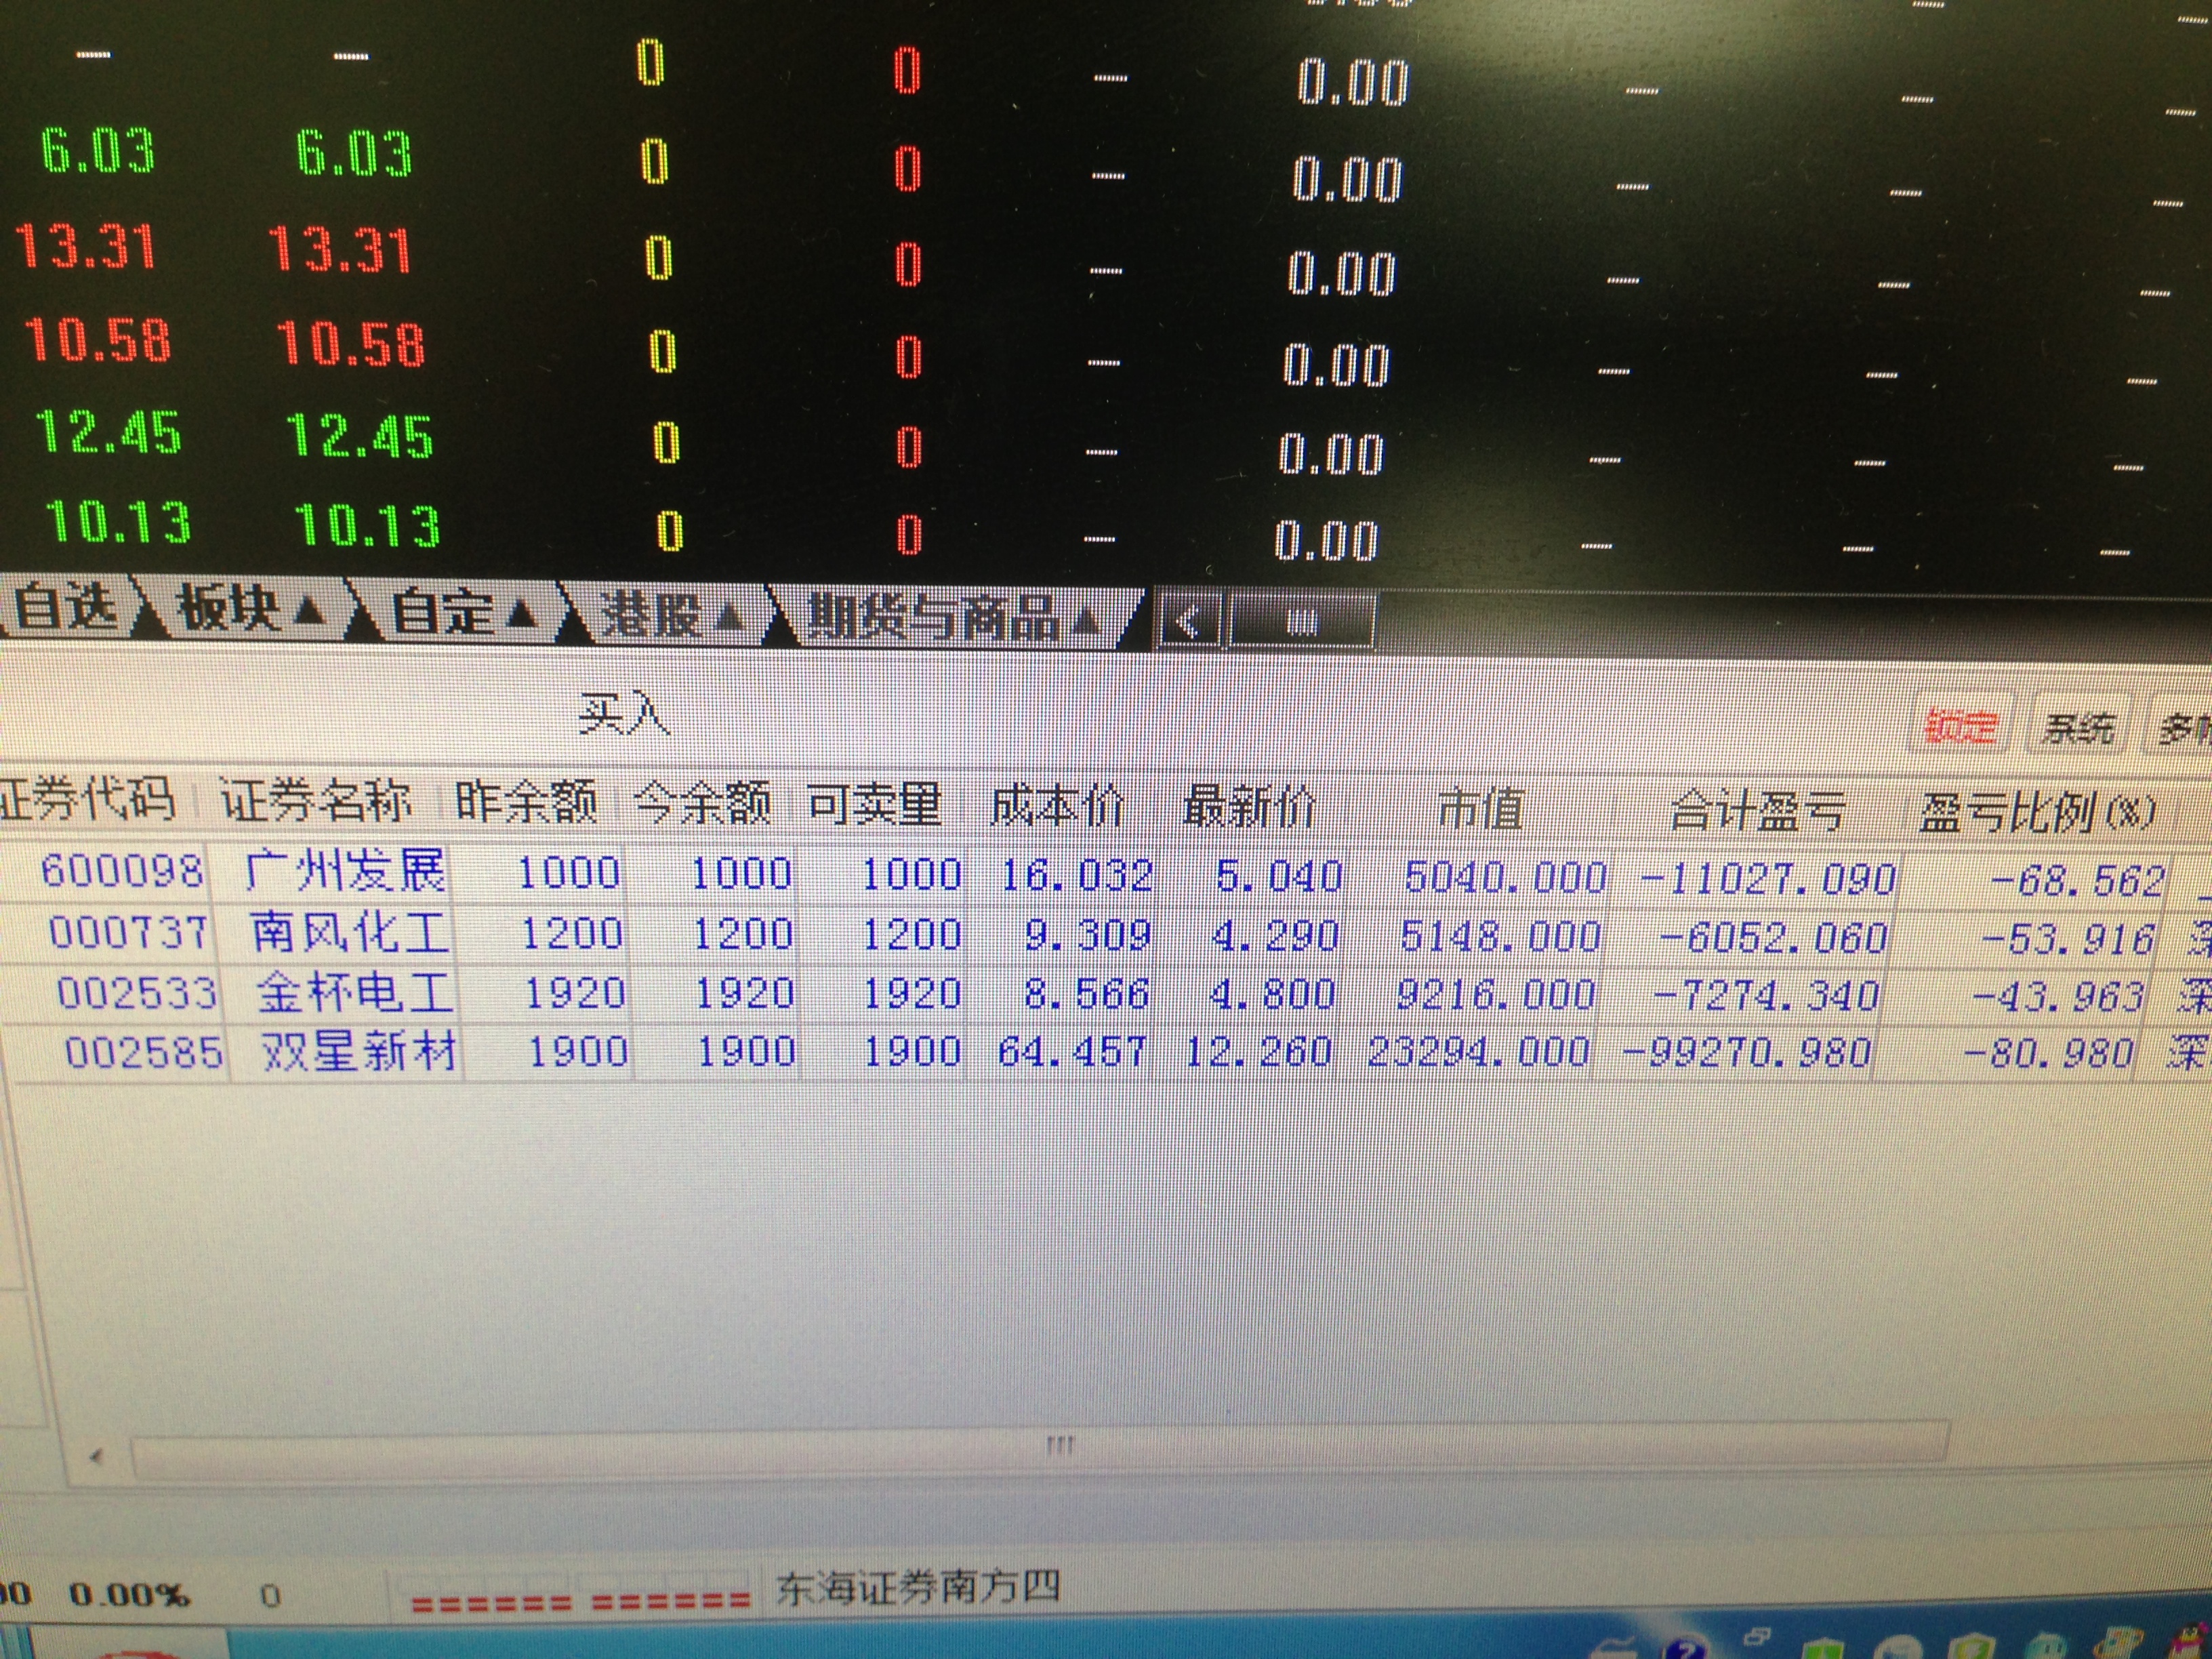 — — 0 0 — 0.00 — — —
6.03 6.03 0 0 — 0.00 — — —
13.31 13.31 0 0 — 0.00 — — —
10.58 10.58 0 0 — 0.00 — — —
12.45 12.45 0 0 — 0.00 — — —
10.13 10.13 0 0 — 0.00 — — —
自选 板块▲ 自定▲ 港股▲ 期货与商品▲
买入 锁定 系统 多
证券代码 证券名称 昨余额 今余额 可卖量 成本价 最新价 市值 合计盈亏 盈亏比例(%)
600098 广州发展 1000 1000 1000 16.032 5.040 5040.000 -11027.090 -68.562
000737 南风化工 1200 1200 1200 9.309 4.290 5148.000 -6052.060 -53.916 深
002533 金杯电工 1920 1920 1920 8.566 4.800 9216.000 -7274.340 -43.963 深
002585 双星新材 1900 1900 1900 64.457 12.260 23294.000 -99270.980 -80.980 深
0.00% 0 东海证券南方四